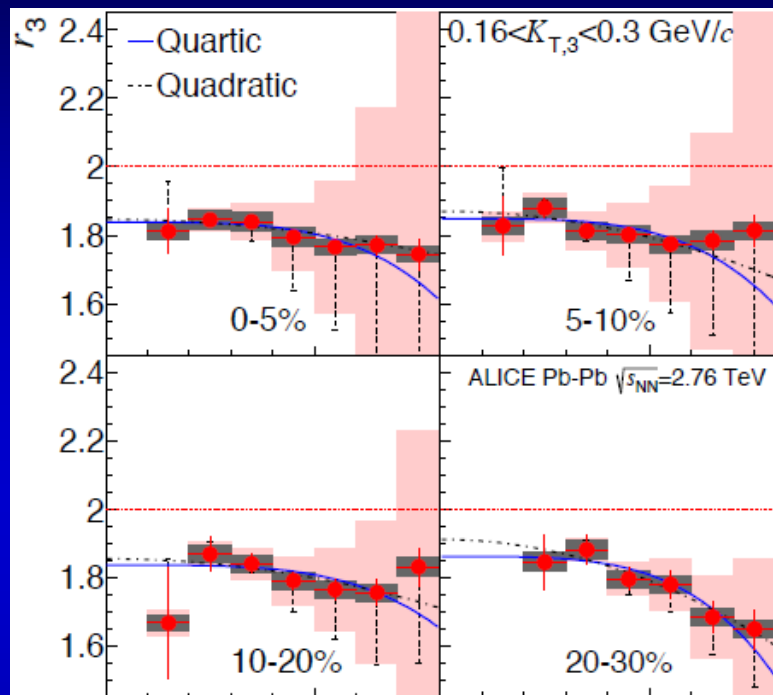 r3
2.4
2.2
2
1.8
1.6
Quartic
Quadratic
0-5%
0.16<KT,3<0.3 GeV/c
5-10%
2.4
2.2
2
1.8
1.6
10-20%
ALICE Pb-Pb √sNN=2.76 TeV
20-30%